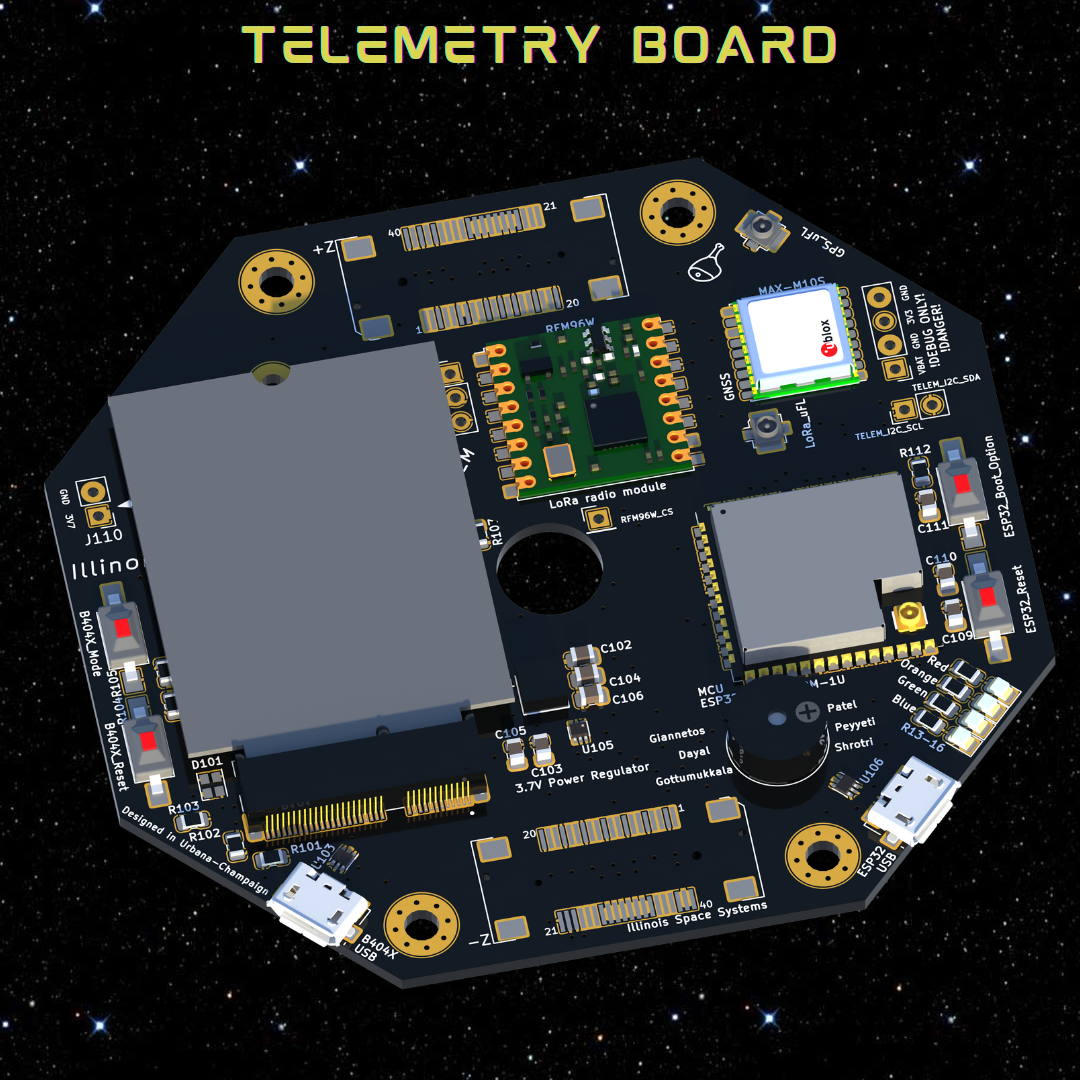 TELEMETRY BOARD
+Z
40
21
1
20
GPS_uFL
RFM96W
MAX-M10S
ublox
GNSS
LoRa_uFL
GND
3V3
GND
VBAT
!DEBUG ONLY!
!DANGER!
TELEM_I2C_SDA
TELEM_I2C_SCL
LoRa radio module
RFM96W_CS
R107
GND
3V7
J110
Illino
B404X_Mode
B404X_Reset
R112
C111
ESP32_Boot_Option
C110
C109
ESP32_Reset
C102
C104
C106
U105
C105
C103
3.7V Power Regulator
MCU
ESP3
M-1U
Giannetos
Dayal
Gottumukkala
Patel
Peyyeti
Shrotri
Red
Orange
Green
Blue
R13-16
U106
ESP32
USB
D101
R103
R102
R101
U103
Designed in Urbana-Champaign
B404X
USB
20
1
21
40
-Z
Illinois Space Systems